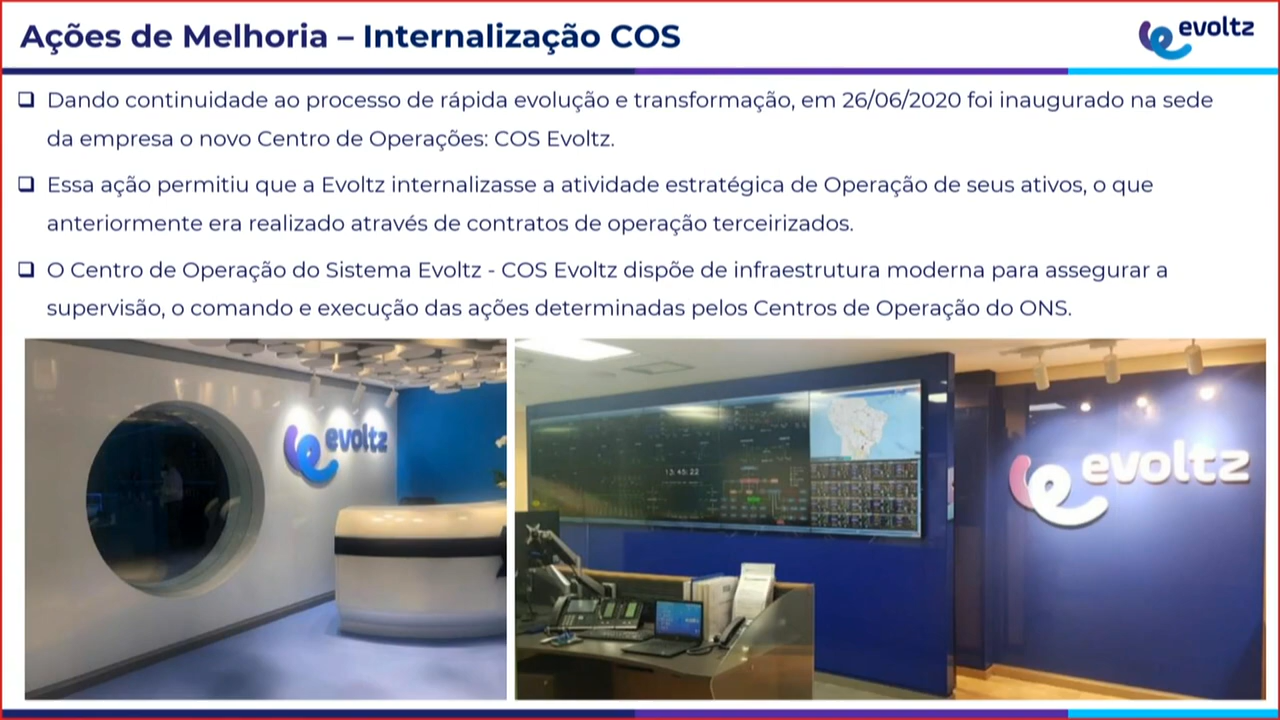 Ações de Melhoria – Internalização COS
evoltz
❑ Dando continuidade ao processo de rápida evolução e transformação, em 26/06/2020 foi inaugurado na sede
da empresa o novo Centro de Operações: COS Evoltz.
❑ Essa ação permitiu que a Evoltz internalizasse a atividade estratégica de Operação de seus ativos, o que
anteriormente era realizado através de contratos de operação terceirizados.
❑ O Centro de Operação do Sistema Evoltz - COS Evoltz dispõe de infraestrutura moderna para assegurar a
supervisão, o comando e execução das ações determinadas pelos Centros de Operação do ONS.
evoltz
13:45:22
evoltz